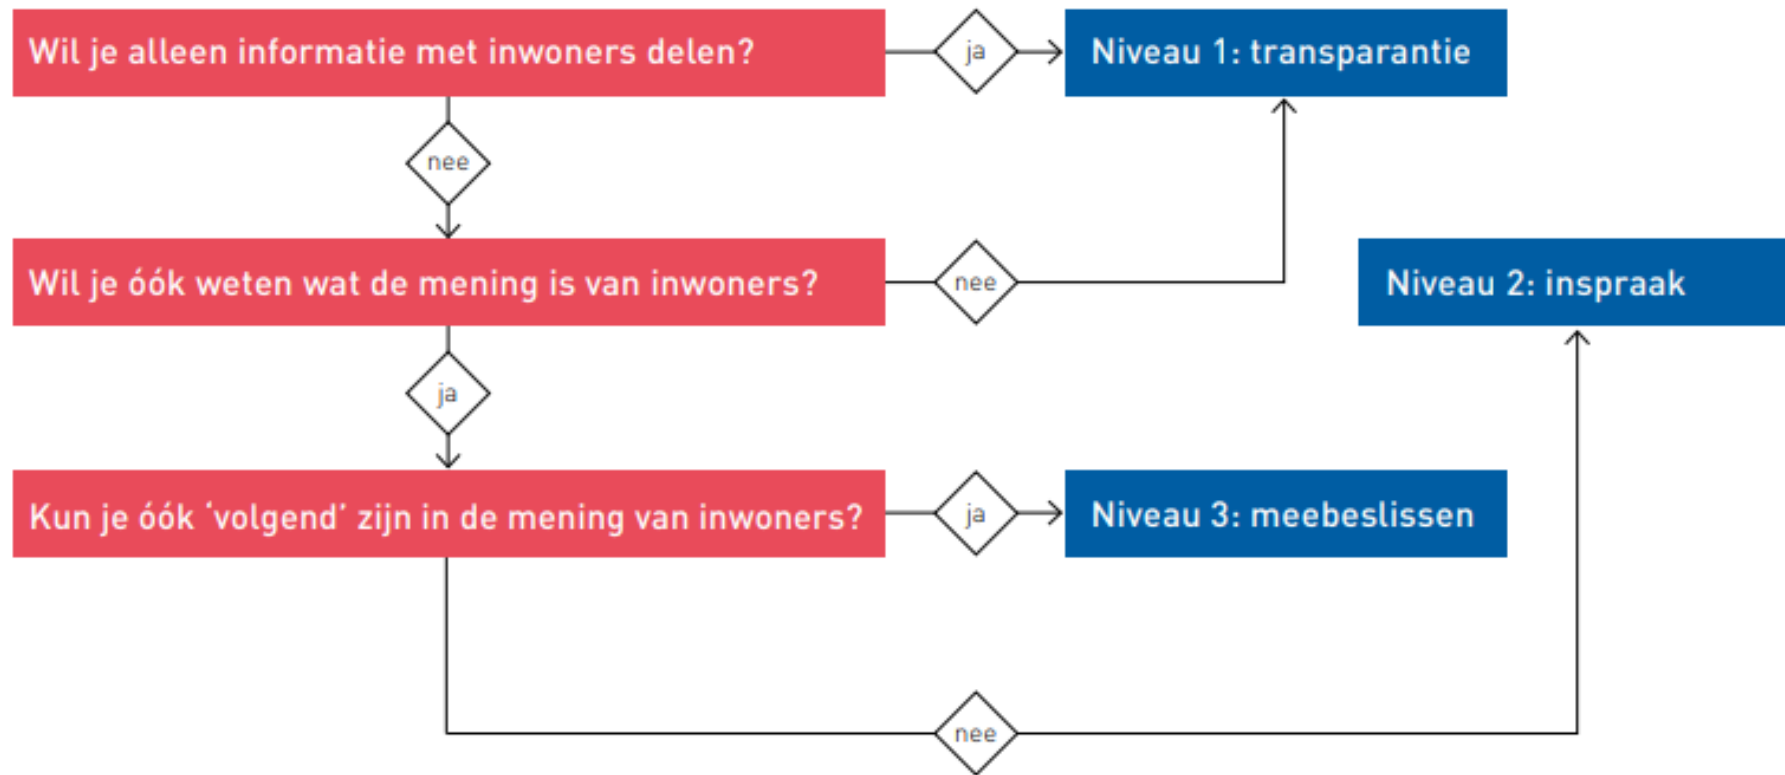 Wil je alleen informatie met inwoners delen?
ja
Niveau 1: transparantie
nee
Wil je óók weten wat de mening is van inwoners?
nee
Niveau 2: inspraak
ja
Kun je óók ‘volgend’ zijn in de mening van inwoners?
ja
Niveau 3: meebeslissen
nee